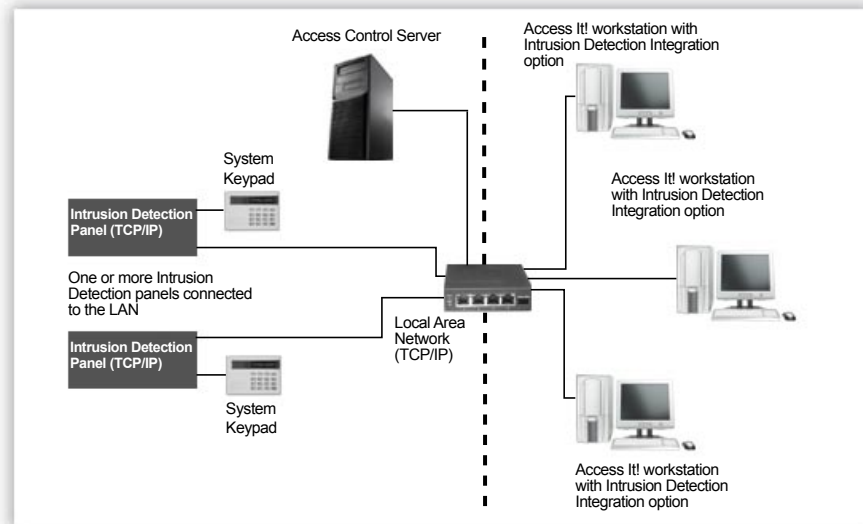 Access Control Server
Access It! workstation with
Intrusion Detection Integration
option
System
Keypad
Intrusion Detection
Panel (TCP/IP)
Access It! workstation
with Intrusion Detection
Integration option
One or more Intrusion
Detection panels connected
to the LAN
Local Area
Network
(TCP/IP)
Intrusion Detection
Panel (TCP/IP)
System
Keypad
Access It! workstation
with Intrusion Detection
Integration option